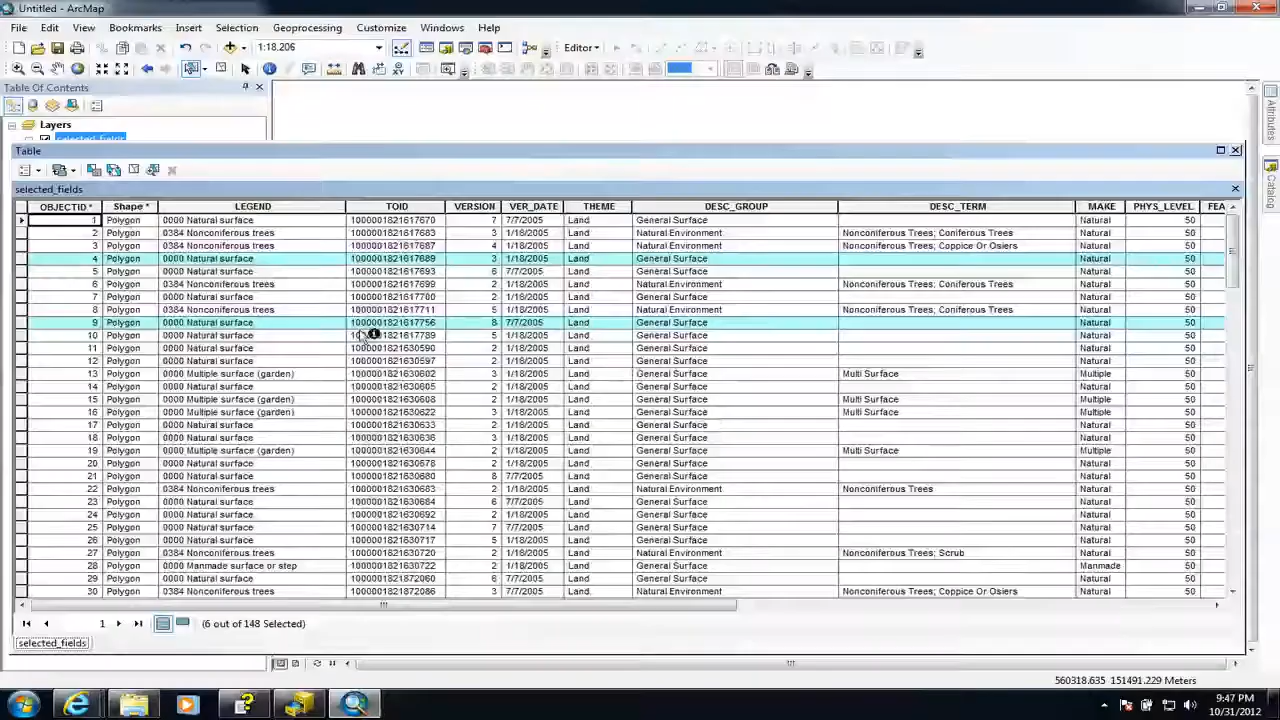 Untitled - ArcMap
File Edit View Bookmarks Insert Selection Geoprocessing Customize Windows Help
1:18,206 Editor
Table Of Contents
Layers
selected_fields
Table
selected_fields
OBJECTID * Shape * LEGEND TOID VERSION VER_DATE THEME DESC_GROUP DESC_TERM MAKE PHYS_LEVEL FEA
1 Polygon 0000 Natural surface 1000001821617670 7 7/7/2005 Land General Surface Natural 50
2 Polygon 0384 Nonconiferous trees 1000001821617683 3 1/18/2005 Land Natural Environment Nonconiferous Trees; Coniferous Trees Natural 50
3 Polygon 0384 Nonconiferous trees 1000001821617687 4 1/18/2005 Land Natural Environment Nonconiferous Trees; Coppice Or Osiers Natural 50
4 Polygon 0000 Natural surface 1000001821617689 3 1/18/2005 Land General Surface Natural 50
5 Polygon 0000 Natural surface 1000001821617693 6 7/7/2005 Land General Surface Natural 50
6 Polygon 0384 Nonconiferous trees 1000001821617699 2 1/18/2005 Land Natural Environment Nonconiferous Trees; Coniferous Trees Natural 50
7 Polygon 0000 Natural surface 1000001821617700 2 1/18/2005 Land General Surface Natural 50
8 Polygon 0384 Nonconiferous trees 1000001821617711 5 1/18/2005 Land Natural Environment Nonconiferous Trees; Coniferous Trees Natural 50
9 Polygon 0000 Natural surface 1000001821617756 8 7/7/2005 Land General Surface Natural 50
10 Polygon 0000 Natural surface 1000001821617789 5 1/18/2005 Land General Surface Natural 50
11 Polygon 0000 Natural surface 1000001821630590 2 1/18/2005 Land General Surface Natural 50
12 Polygon 0000 Natural surface 1000001821630597 2 1/18/2005 Land General Surface Natural 50
13 Polygon 0000 Multiple surface (garden) 1000001821630602 3 1/18/2005 Land General Surface Multi Surface Multiple 50
14 Polygon 0000 Natural surface 1000001821630605 2 1/18/2005 Land General Surface Natural 50
15 Polygon 0000 Multiple surface (garden) 1000001821630608 2 1/18/2005 Land General Surface Multi Surface Multiple 50
16 Polygon 0000 Multiple surface (garden) 1000001821630622 3 1/18/2005 Land General Surface Multi Surface Multiple 50
17 Polygon 0000 Natural surface 1000001821630633 2 1/18/2005 Land General Surface Natural 50
18 Polygon 0000 Natural surface 1000001821630636 3 1/18/2005 Land General Surface Natural 50
19 Polygon 0000 Multiple surface (garden) 1000001821630644 2 1/18/2005 Land General Surface Multi Surface Multiple 50
20 Polygon 0000 Natural surface 1000001821630678 2 1/18/2005 Land General Surface Natural 50
21 Polygon 0000 Natural surface 1000001821630680 8 7/7/2005 Land General Surface Natural 50
22 Polygon 0384 Nonconiferous trees 1000001821630683 2 1/18/2005 Land Natural Environment Nonconiferous Trees Natural 50
23 Polygon 0000 Natural surface 1000001821630684 6 7/7/2005 Land General Surface Natural 50
24 Polygon 0000 Natural surface 1000001821630692 2 1/18/2005 Land General Surface Natural 50
25 Polygon 0000 Natural surface 1000001821630714 7 7/7/2005 Land General Surface Natural 50
26 Polygon 0000 Natural surface 1000001821630717 5 1/18/2005 Land General Surface Natural 50
27 Polygon 0384 Nonconiferous trees 1000001821630720 2 1/18/2005 Land Natural Environment Nonconiferous Trees; Scrub Natural 50
28 Polygon 0000 Manmade surface or step 1000001821630722 2 1/18/2005 Land General Surface Manmade 50
29 Polygon 0000 Natural surface 1000001821872060 6 7/7/2005 Land General Surface Natural 50
30 Polygon 0384 Nonconiferous trees 1000001821872086 3 7/7/2005 Land Natural Environment Nonconiferous Trees; Coppice Or Osiers Natural 50
1 (6 out of 148 Selected)
selected_fields
Attributes
Catalog
560318.635 151491.229 Meters
9:47 PM
10/31/2012